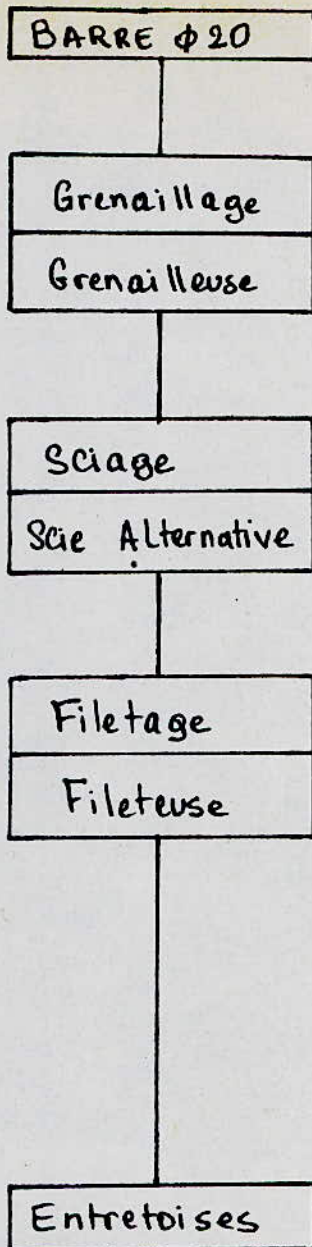 BARRE ϕ20
Grenaillage
Grenailleuse
Sciage
Scie Alternative
Filetage
Fileteuse
Entretoises